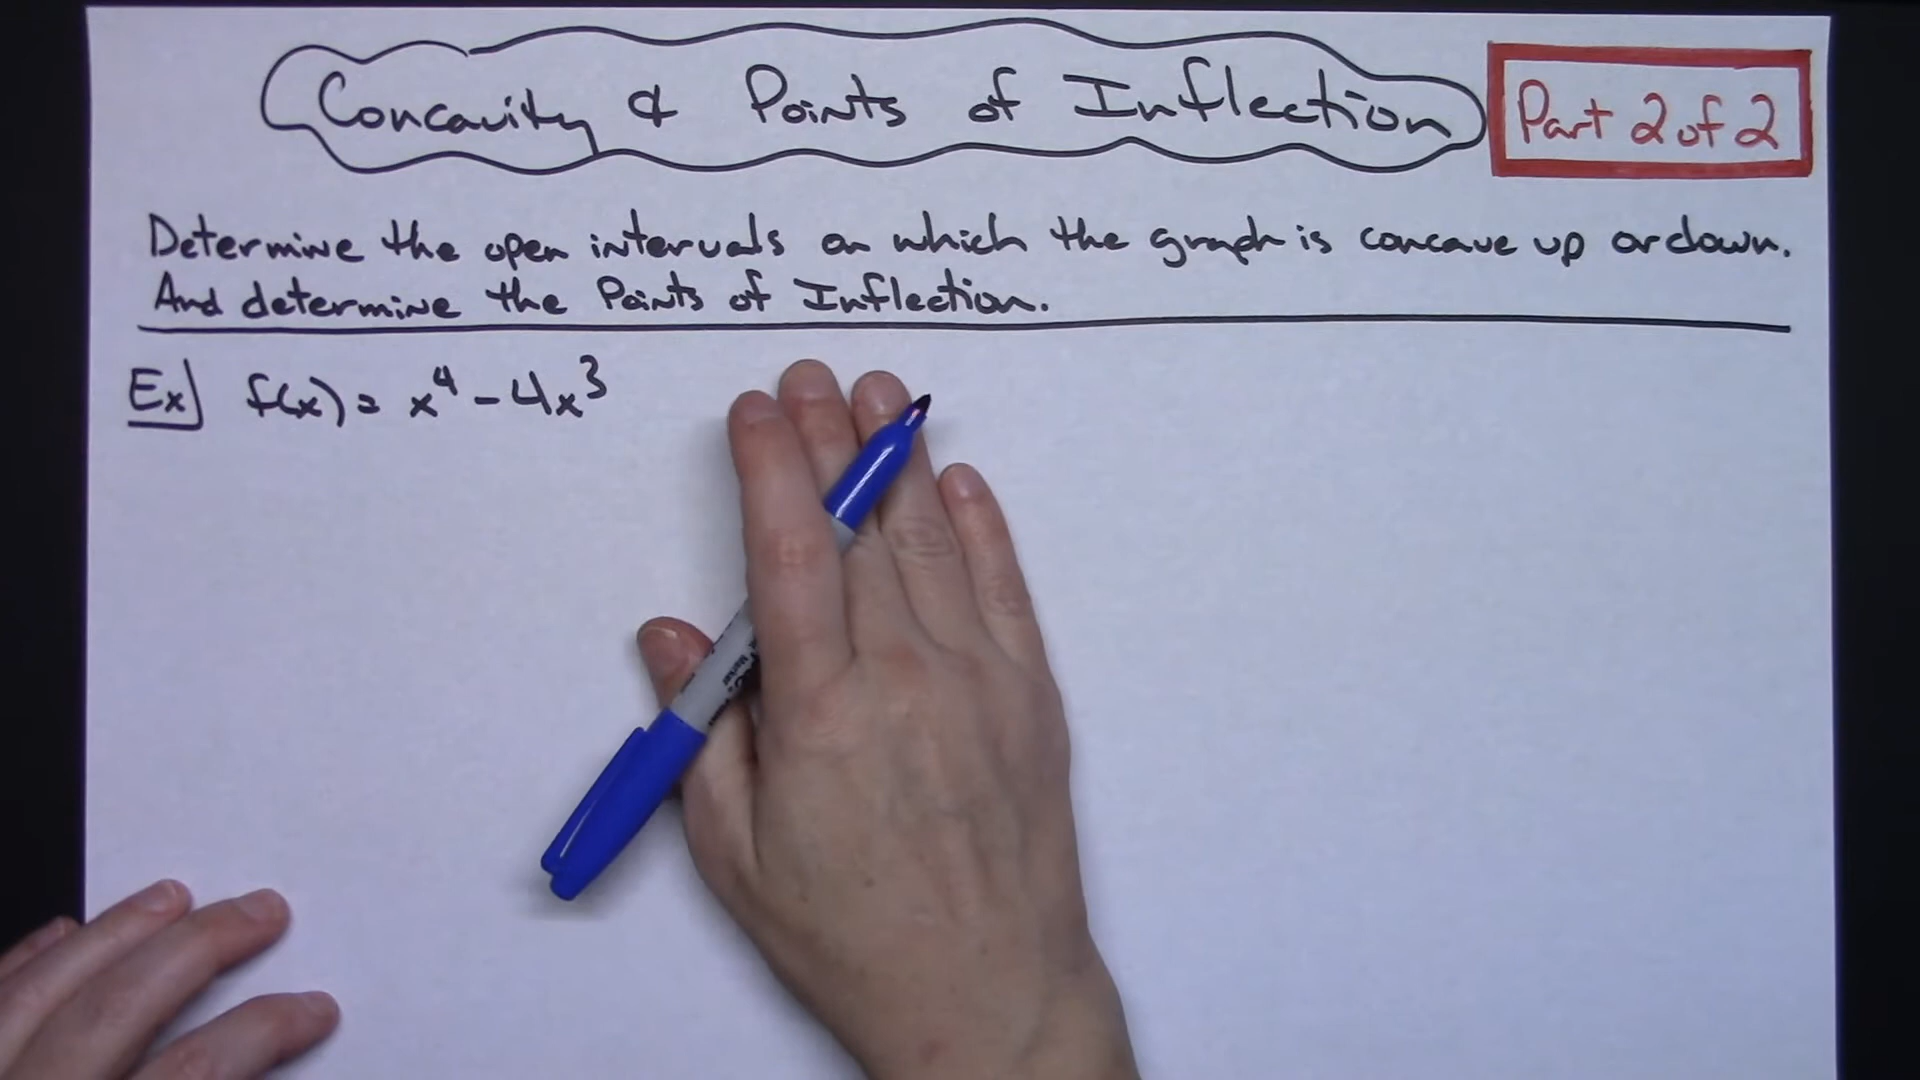 Concavity & Points of Inflection
Part 2 of 2
Determine the open intervals on which the graph is concave up or down.
And determine the Points of Inflection.
Ex] f(x) = x⁴ - 4x³